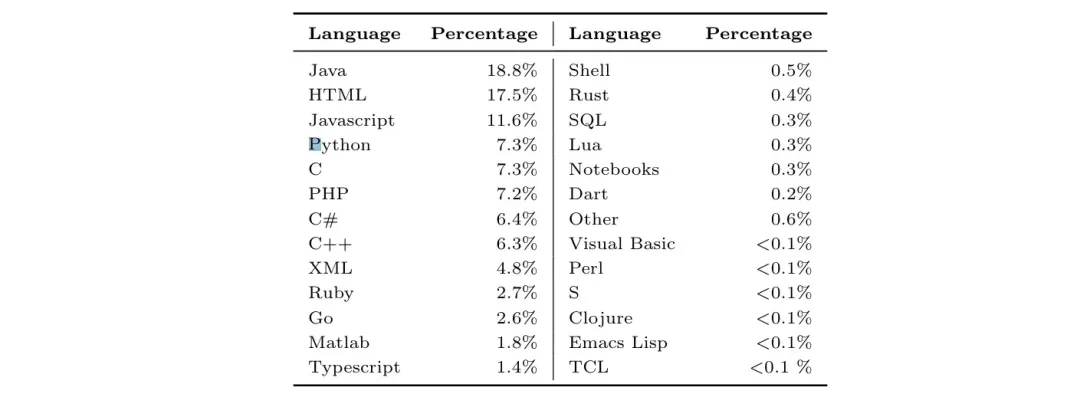 Language Percentage Language Percentage
Java 18.8% Shell 0.5%
HTML 17.5% Rust 0.4%
Javascript 11.6% SQL 0.3%
Python 7.3% Lua 0.3%
C 7.3% Notebooks 0.3%
PHP 7.2% Dart 0.2%
C# 6.4% Other 0.6%
C++ 6.3% Visual Basic <0.1%
XML 4.8% Perl <0.1%
Ruby 2.7% S <0.1%
Go 2.6% Clojure <0.1%
Matlab 1.8% Emacs Lisp <0.1%
Typescript 1.4% TCL <0.1 %